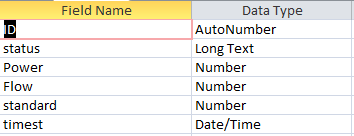 Field Name Data Type
ID AutoNumber
status Long Text
Power Number
Flow Number
standard Number
timest Date/Time